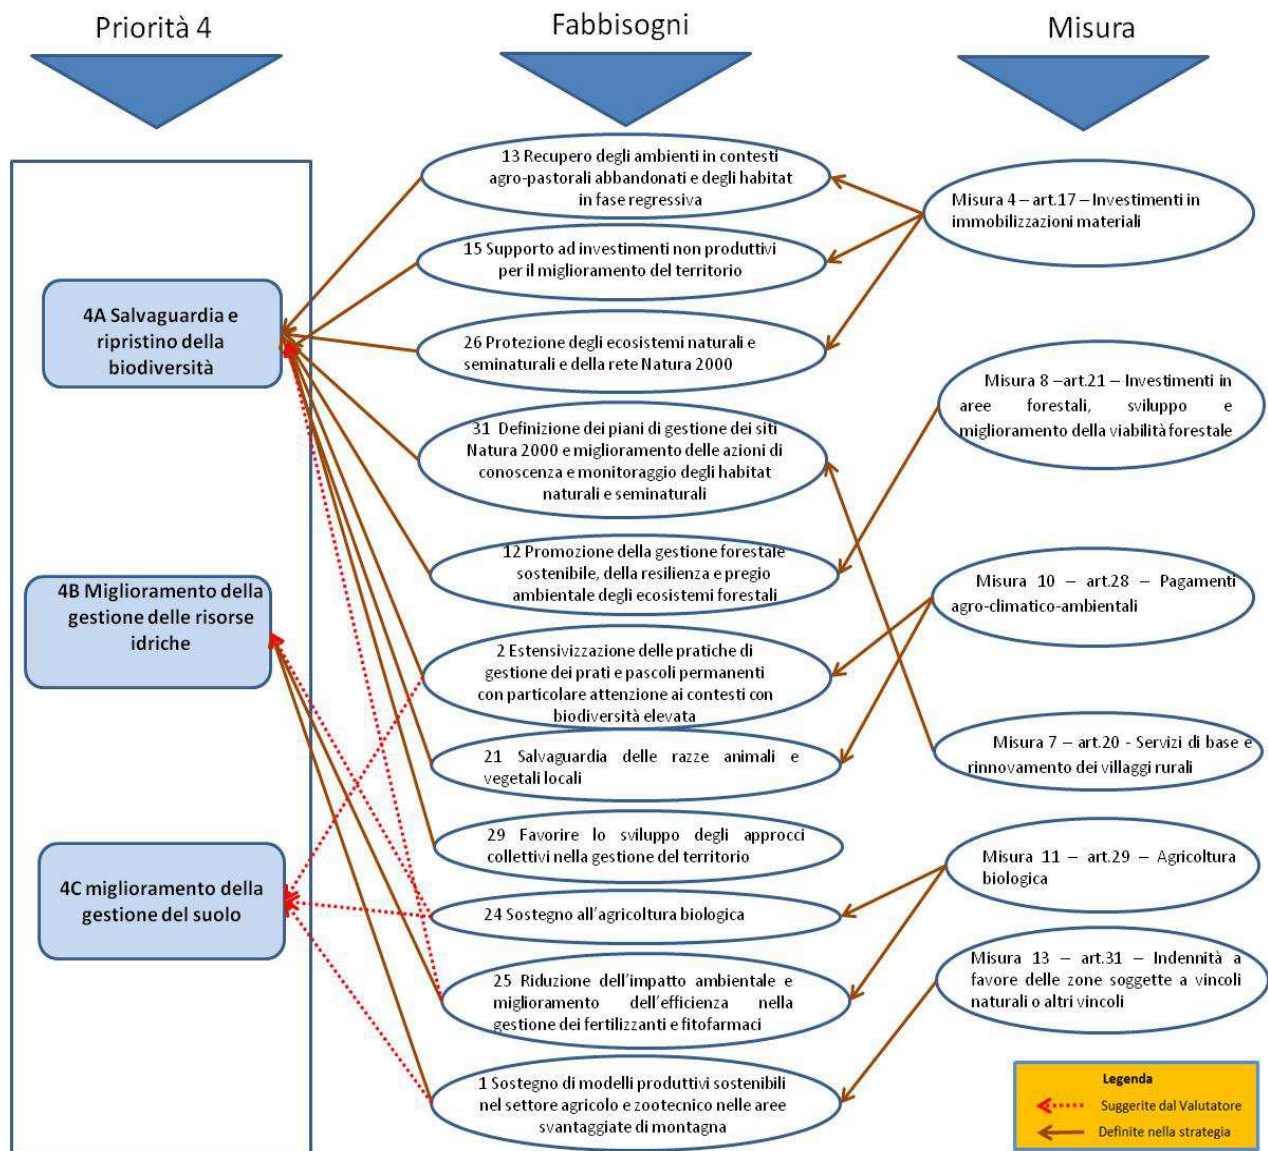 Priorità 4
Fabbisogni
Misura
4A Salvaguardia e
ripristino della
biodiversità
4B Miglioramento della
gestione delle risorse
idriche
4C miglioramento della
gestione del suolo
13 Recupero degli ambienti in contesti
agro-pastorali abbandonati e degli habitat
in fase regressiva
15 Supporto ad investimenti non produttivi
per il miglioramento del territorio
26 Protezione degli ecosistemi naturali e
seminaturali e della rete Natura 2000
31 Definizione dei piani di gestione dei siti
Natura 2000 e miglioramento delle azioni di
conoscenza e monitoraggio degli habitat
naturali e seminaturali
12 Promozione della gestione forestale
sostenibile, della resilienza e pregio
ambientale degli ecosistemi forestali
2 Estensivizzazione delle pratiche di
gestione dei prati e pascoli permanenti
con particolare attenzione ai contesti con
biodiversità elevata
21 Salvaguardia delle razze animali e
vegetali locali
29 Favorire lo sviluppo degli approcci
collettivi nella gestione del territorio
24 Sostegno all'agricoltura biologica
25 Riduzione dell'impatto ambientale e
miglioramento dell'efficienza nella
gestione dei fertilizzanti e fitofarmaci
1 Sostegno di modelli produttivi sostenibili
nel settore agricolo e zootecnico nelle aree
svantaggiate di montagna
Misura 4 – art.17 – Investimenti in
immobilizzazioni materiali
Misura 8 –art.21 – Investimenti in
aree forestali, sviluppo e
miglioramento della viabilità forestale
Misura 10 – art.28 – Pagamenti
agro-climatico-ambientali
Misura 7 – art.20 - Servizi di base e
rinnovamento dei villaggi rurali
Misura 11 – art.29 – Agricoltura
biologica
Misura 13 – art.31 – Indennità a
favore delle zone soggette a vincoli
naturali o altri vincoli
Legenda
Suggerite dal Valutatore
Definite nella strategia